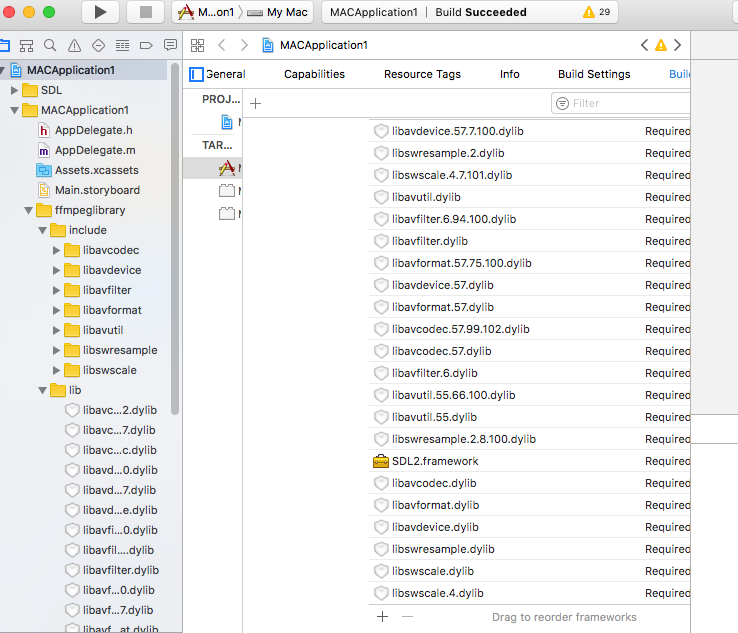 M...on1 〉 My Mac
MACApplication1 | Build Succeeded
29
MACApplication1
MACApplication1
SDL
MACApplication1
AppDelegate.h
AppDelegate.m
Assets.xcassets
Main.storyboard
ffmpeglibrary
include
libavcodec
libavdevice
libavfilter
libavformat
libavutil
libswresample
libswscale
lib
libavc...2.dylib
libavc...7.dylib
libavc...c.dylib
libavd...0.dylib
libavd...7.dylib
libavd...e.dylib
libavfi...0.dylib
libavfil....dylib
libavfilter.dylib
libavf...0.dylib
libavf...7.dylib
libavf...at.dylib
General Capabilities Resource Tags Info Build Settings
PROJ...
Filter
TAR...
libavdevice.57.7.100.dylib Required
libswresample.2.dylib Required
libswscale.4.7.101.dylib Required
libavutil.dylib Required
libavfilter.6.94.100.dylib Required
libavfilter.dylib Required
libavformat.57.75.100.dylib Required
libavdevice.57.dylib Required
libavformat.57.dylib Required
libavcodec.57.99.102.dylib Required
libavcodec.57.dylib Required
libavfilter.6.dylib Required
libavutil.55.66.100.dylib Required
libavutil.55.dylib Required
libswresample.2.8.100.dylib Required
SDL2.framework Required
libavcodec.dylib Required
libavformat.dylib Required
libavdevice.dylib Required
libswresample.dylib Required
libswscale.dylib Required
libswscale.4.dylib Required
Drag to reorder frameworks